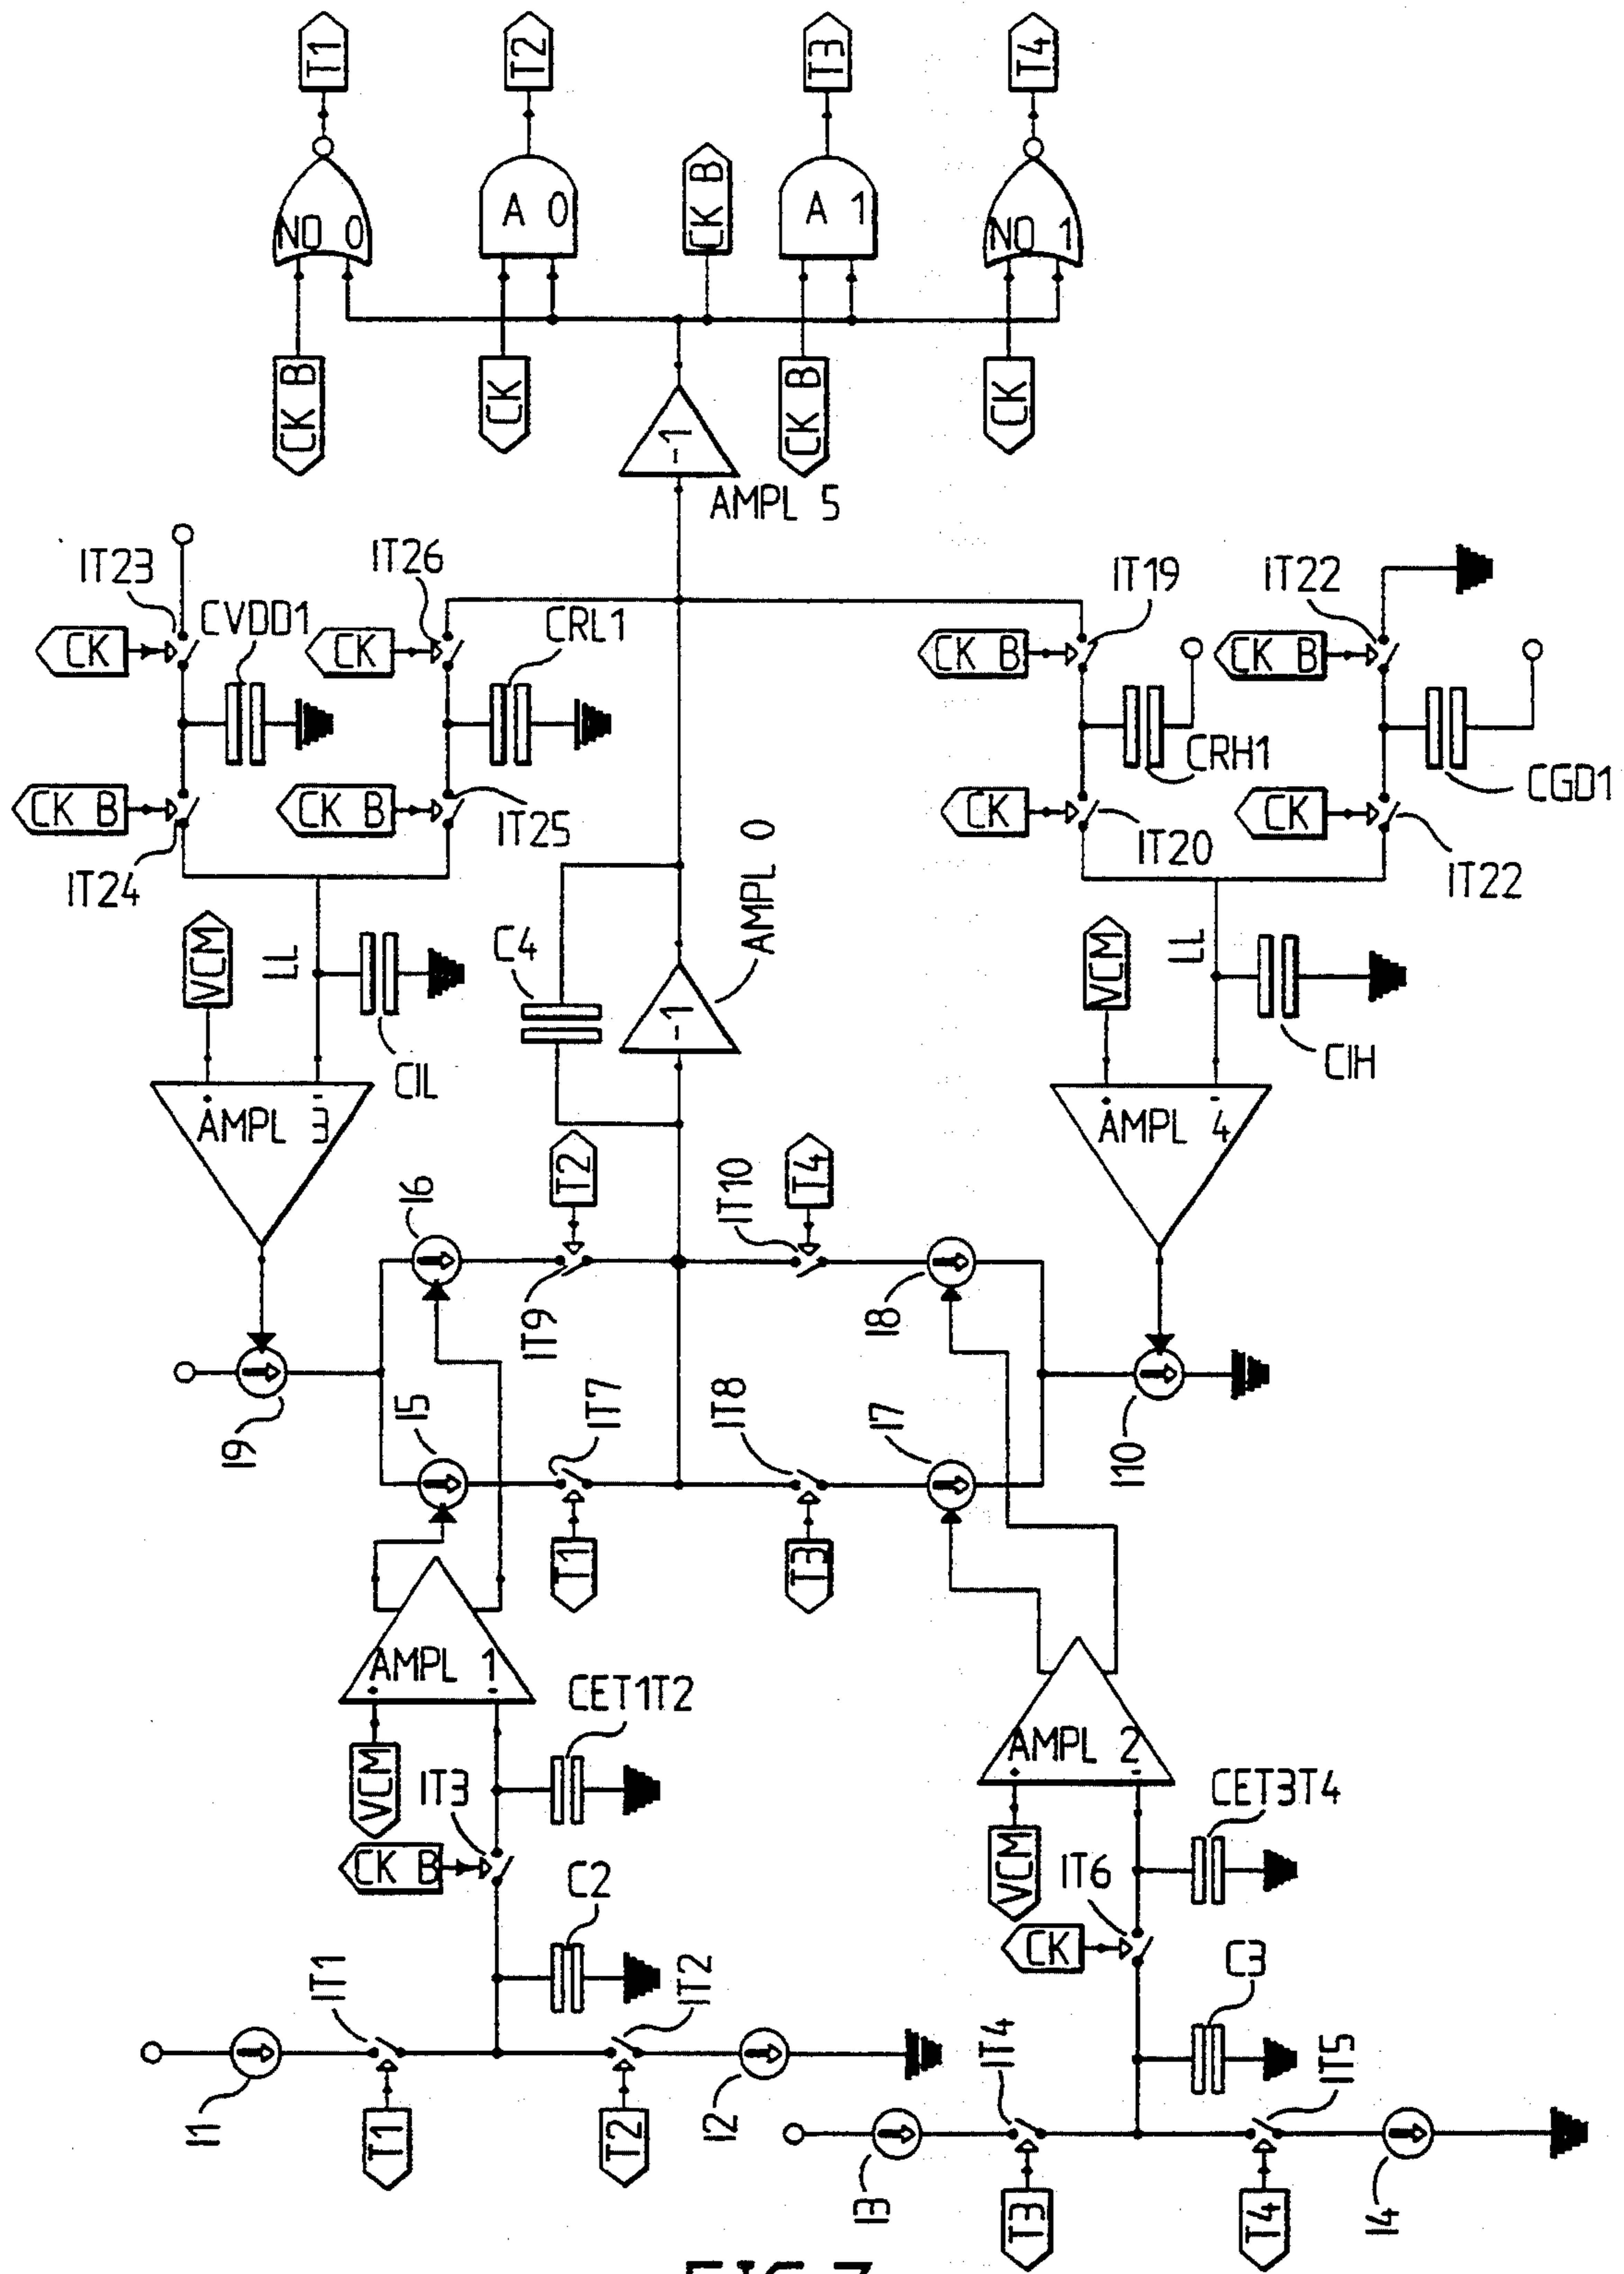 T1
T2
T3
T4
NO 0
A 0
CK B
A 1
NO 1
CK B
CK
CK B
CK
-1
AMPL 5
IT23
IT26
IT19
IT22
CK
CVDD1
CK
CRL1
CK B
CK B
CRH1
CGD1
CK B
CK B
IT25
CK
IT20
CK
IT22
IT24
AMPL 0
VCM
LL
C4
VCM
LL
-1
CIL
CIH
AMPL 3
AMPL 4
I6
T2
IT10
T4
IT9
I8
I9
I5
IT7
IT8
I7
I10
T1
T3
AMPL 1
CET1T2
VCM
IT3
AMPL 2
CET3T4
CK B
C2
VCM
IT6
CK
C3
IT1
IT2
IT4
IT5
I1
T1
T2
I2
I3
T3
T4
I4